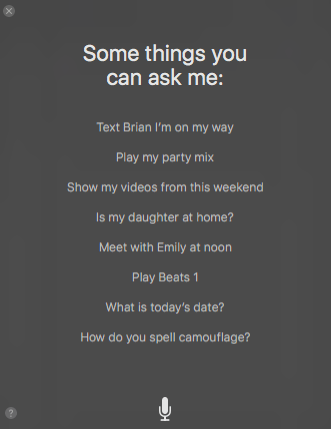 Some things you
can ask me:
Text Brian I'm on my way
Play my party mix
Show my videos from this weekend
Is my daughter at home?
Meet with Emily at noon
Play Beats 1
What is today's date?
How do you spell camouflage?
?